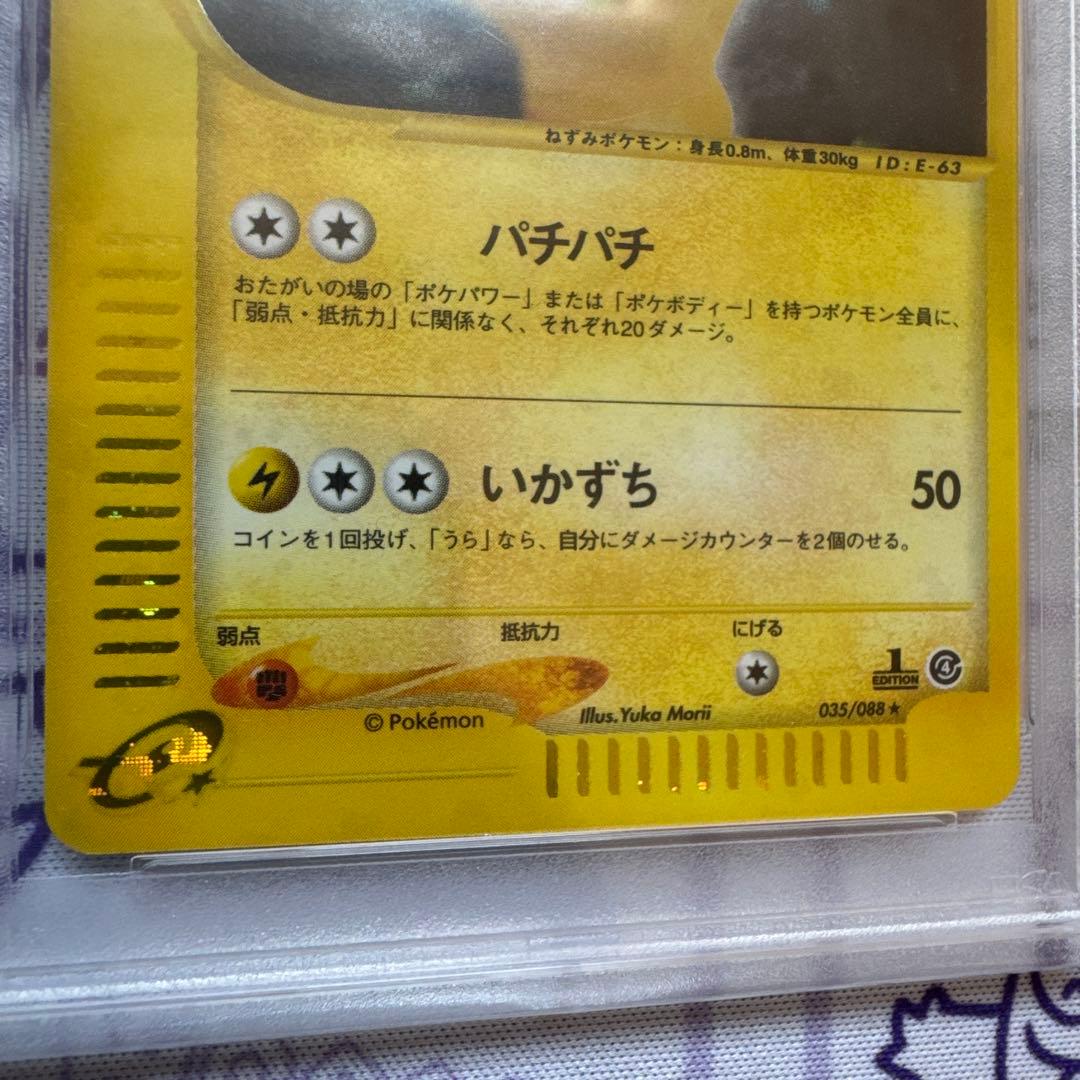 ねずみポケモン：身長0.8m、体重30kg ID:E-63
パチパチ
おたがいの場の「ポケパワー」または「ポケボディー」を持つポケモン全員に、
「弱点・抵抗力」に関係なく、それぞれ20ダメージ。
いかずち 50
コインを1回投げ、「うら」なら、自分にダメージカウンターを2個のせる。
弱点 抵抗力 にげる
1 EDITION 4
© Pokémon Illus.Yuka Morii 035/088★
e